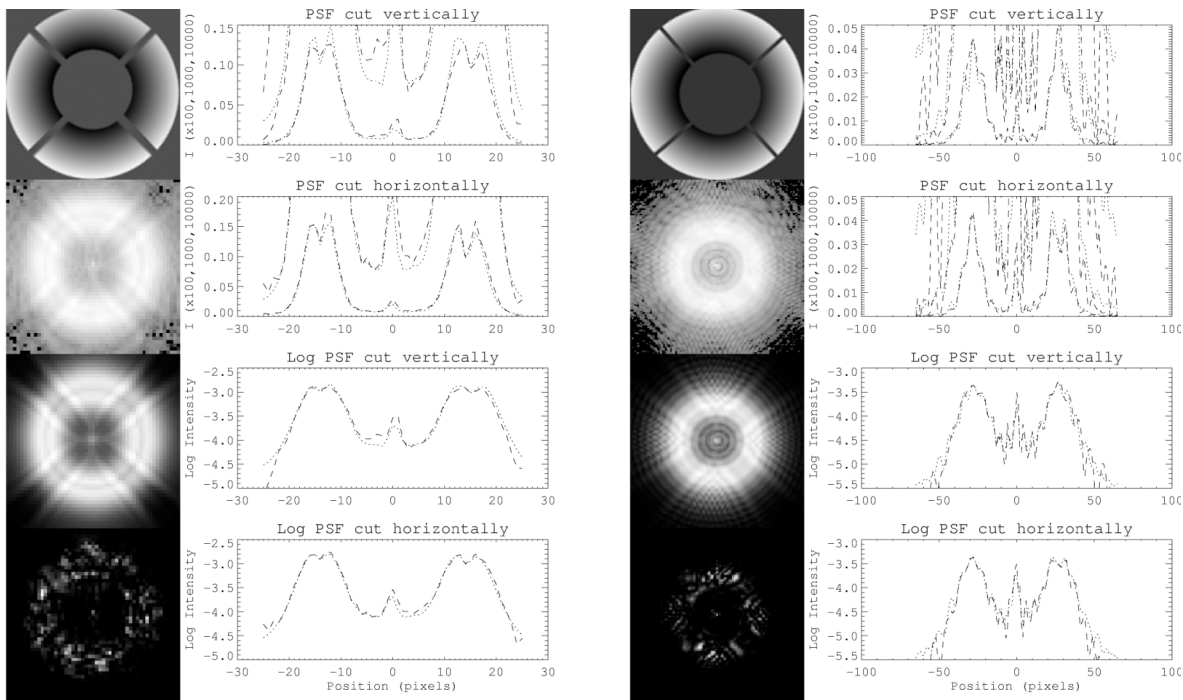 PSF cut vertically
I (x100,1000,10000)
0.15
0.10
0.05
0.00
−30 −20 −10 0 10 20 30
PSF cut horizontally
I (x100,1000,10000)
0.20
0.15
0.10
0.05
0.00
−30 −20 −10 0 10 20 30
Log PSF cut vertically
Log Intensity
−2.5
−3.0
−3.5
−4.0
−4.5
−5.0
−30 −20 −10 0 10 20 30
Log PSF cut horizontally
Log Intensity
−2.5
−3.0
−3.5
−4.0
−4.5
−5.0
−30 −20 −10 0 10 20 30
Position (pixels)
PSF cut vertically
I (x100,1000,10000)
0.05
0.04
0.03
0.02
0.01
0.00
−100 −50 0 50 100
PSF cut horizontally
I (x100,1000,10000)
0.05
0.04
0.03
0.02
0.01
0.00
−100 −50 0 50 100
Log PSF cut vertically
Log Intensity
−3.0
−3.5
−4.0
−4.5
−5.0
−5.5
−100 −50 0 50 100
Log PSF cut horizontally
Log Intensity
−3.0
−3.5
−4.0
−4.5
−5.0
−5.5
−100 −50 0 50 100
Position (pixels)